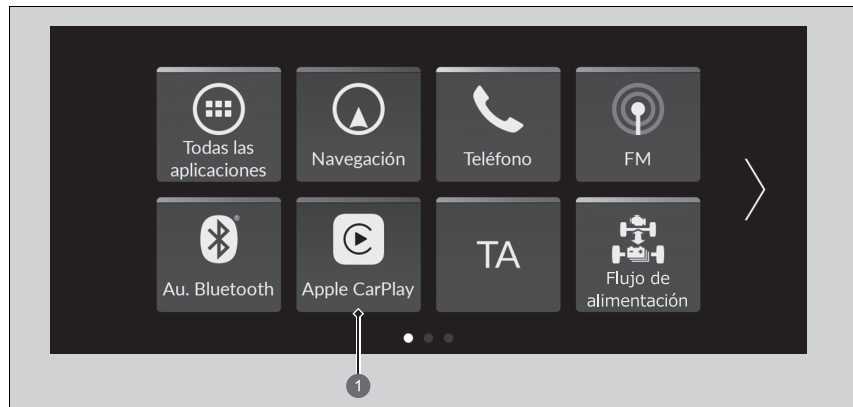 Todas las
aplicaciones
Navegación
Teléfono
FM
Au. Bluetooth
Apple CarPlay
TA
Flujo de
alimentación
1